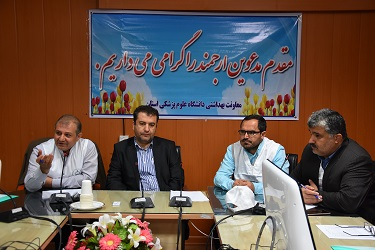 مقدم مدعوین ارجمند را گرامی می داریم.
معاونت بهداشتی دانشگاه علوم پزشکی استان